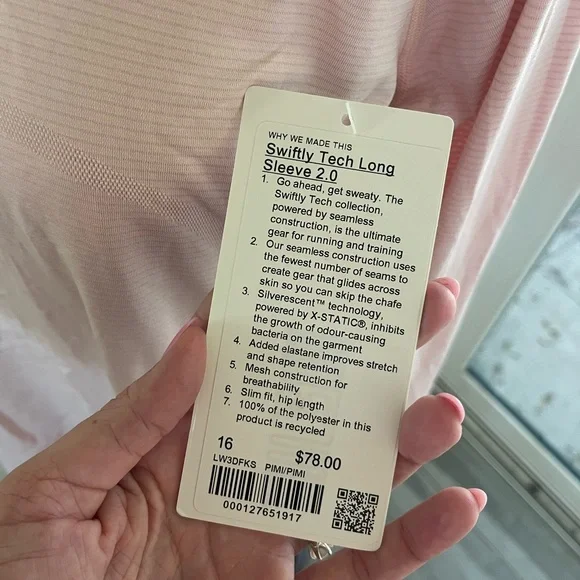 WHY WE MADE THIS
Swiftly Tech Long
Sleeve 2.0
1. Go ahead, get sweaty. The
Swiftly Tech collection,
powered by seamless
construction, is the ultimate
gear for running and training
2. Our seamless construction uses
the fewest number of seams to
create gear that glides across
skin so you can skip the chafe
3. Silverescent™ technology,
powered by X-STATIC®, inhibits
the growth of odour-causing
bacteria on the garment
4. Added elastane improves stretch
and shape retention
5. Mesh construction for
breathability
6. Slim fit, hip length
7. 100% of the polyester in this
product is recycled
16 $78.00
LW3DFKS PIMI/PIMI
000127651917